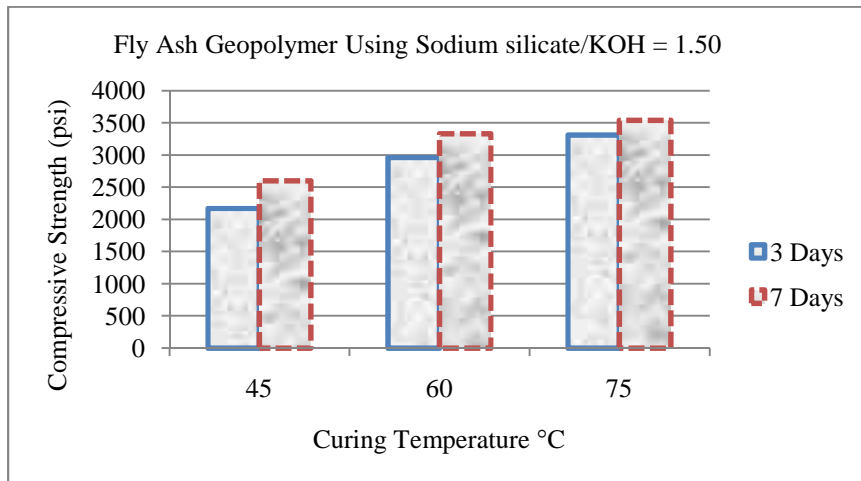 Fly Ash Geopolymer Using Sodium silicate/KOH = 1.50
Compressive Strength (psi)
4000
3500
3000
2500
2000
1500
1000
500
0
45 60 75
Curing Temperature °C
3 Days
7 Days